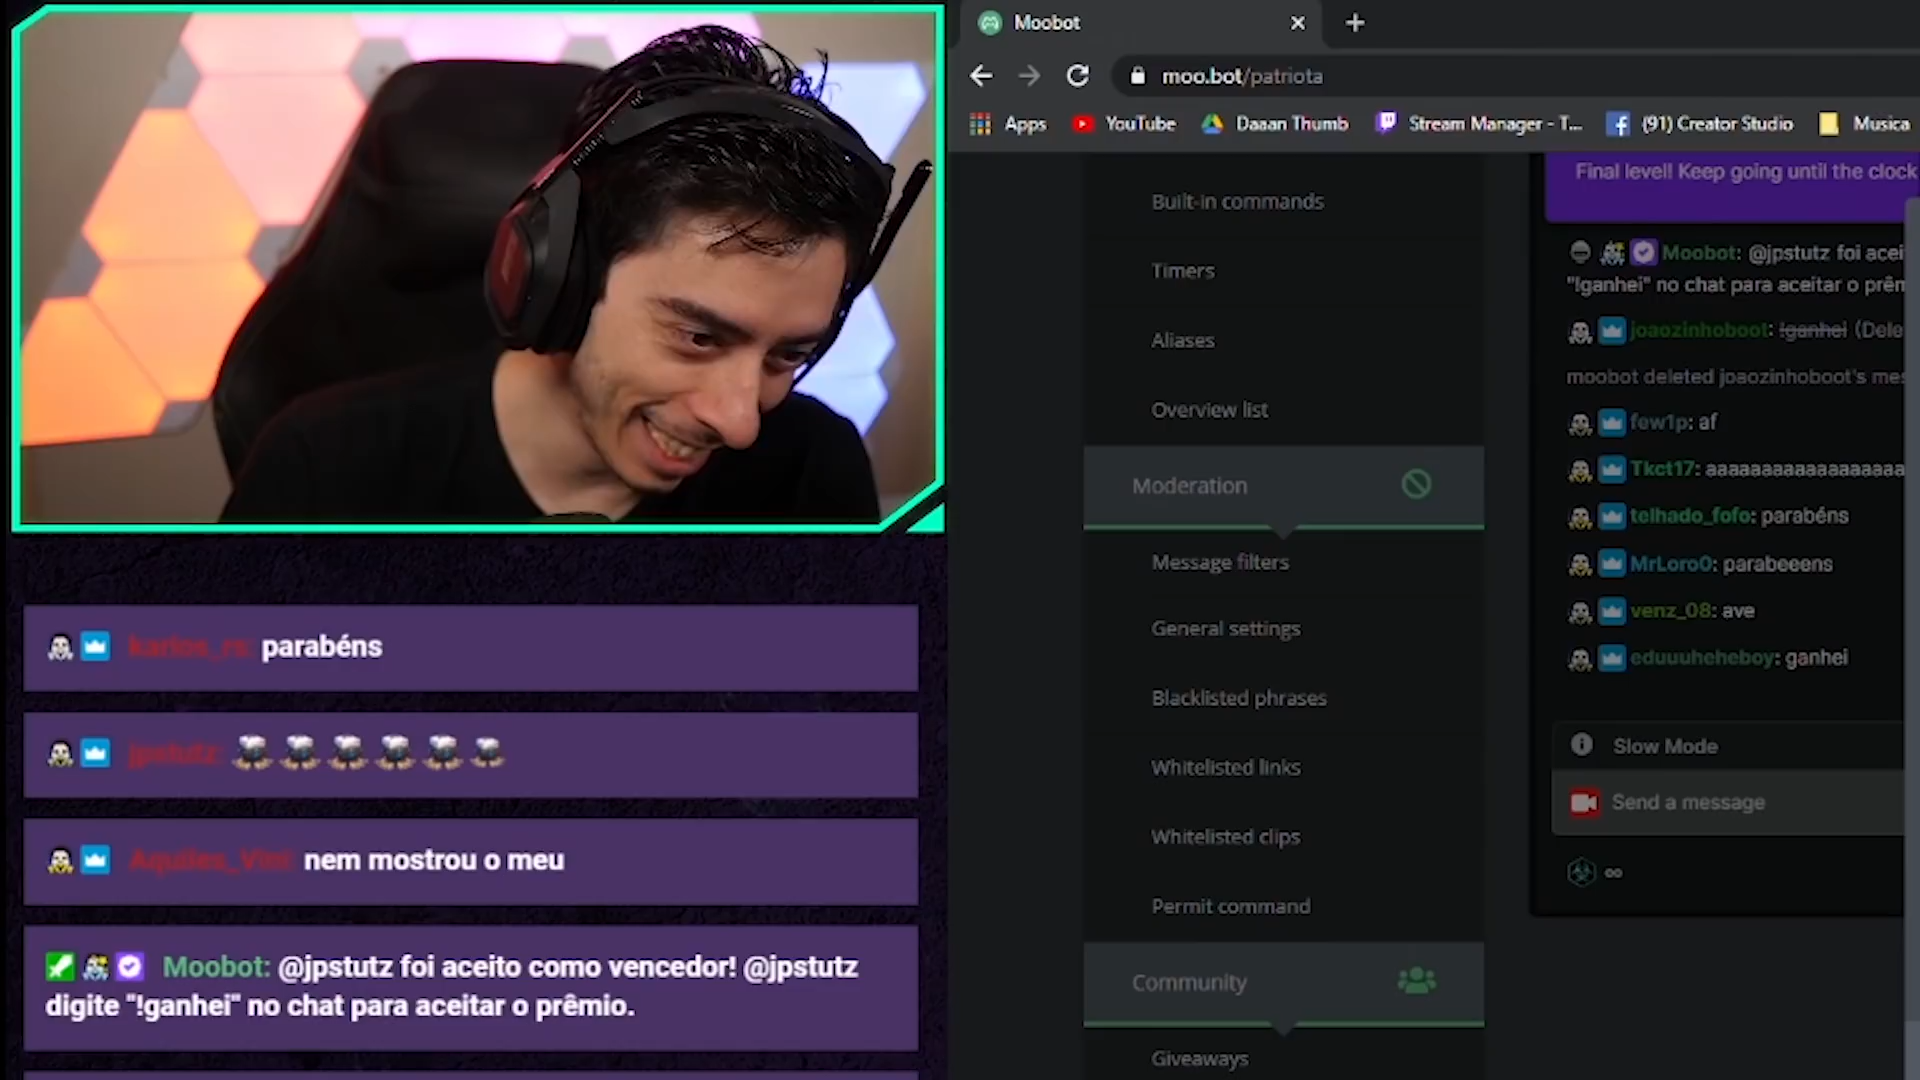 Moobot
moo.bot/patriota
Apps
YouTube
Daaan Thumb
Stream Manager - T...
(91) Creator Studio
Musica
Built-in commands
Timers
Aliases
Overview list
Moderation
Message filters
General settings
Blacklisted phrases
Whitelisted links
Whitelisted clips
Permit command
Community
Giveaways
Final level! Keep going until the clock
Moobot: @jpstutz foi acei
"!ganhei" no chat para aceitar o prêm
joaozinhoboot: !ganhei (Dele
moobot deleted joaozinhoboot's mes
few1p: af
Tkct17: aaaaaaaaaaaaaaaaaa
telhado_fofo: parabéns
MrLoro0: parabeeens
venz_08: ave
eduuuheheboy: ganhei
Slow Mode
Send a message
∞
karlos_rs: parabéns
jpstutz:
Aquiles_Vini: nem mostrou o meu
Moobot: @jpstutz foi aceito como vencedor! @jpstutz
digite "!ganhei" no chat para aceitar o prêmio.